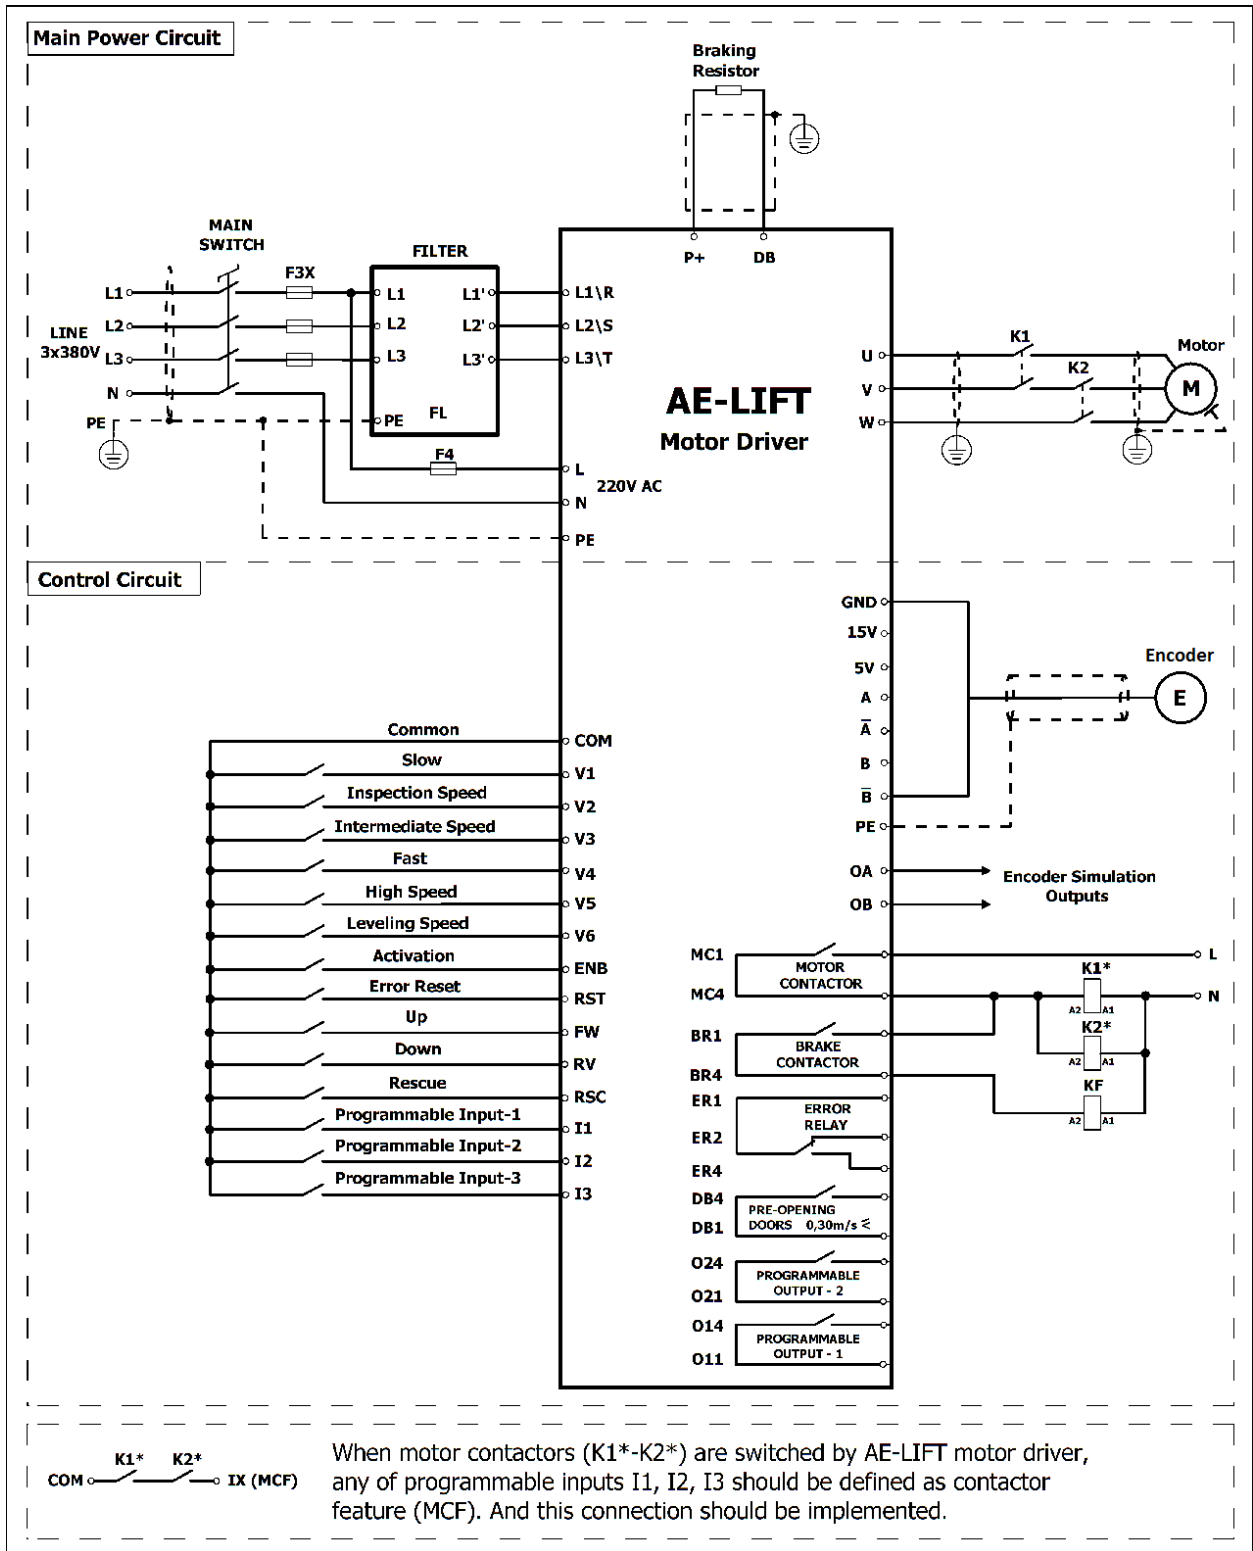 Main Power Circuit
Braking
Resistor
P+ DB
MAIN
SWITCH
F3X
FILTER
L1
L2
L3
N
PE
LINE
3x380V
L1 L1'
L2 L2'
L3 L3'
PE FL
F4
L1\R
L2\S
L3\T
L
220V AC
N
PE
AE-LIFT
Motor Driver
U
V
W
K1
K2
Motor
M
Control Circuit
GND
15V
5V
A
A̅
B
B̅
PE
Encoder
E
OA
OB
Encoder Simulation
Outputs
Common COM
Slow V1
Inspection Speed V2
Intermediate Speed V3
Fast V4
High Speed V5
Leveling Speed V6
Activation ENB
Error Reset RST
Up FW
Down RV
Rescue RSC
Programmable Input-1 I1
Programmable Input-2 I2
Programmable Input-3 I3
MC1
MOTOR
CONTACTOR
MC4
BR1
BRAKE
CONTACTOR
BR4
ER1
ERROR
RELAY
ER2
ER4
DB4
PRE-OPENING
DOORS 0,30m/s ≤
DB1
O24
PROGRAMMABLE
OUTPUT - 2
O21
O14
PROGRAMMABLE
OUTPUT - 1
O11
L
N
K1*
A2 A1
K2*
A2 A1
KF
A2 A1
K1* K2*
COM IX (MCF)
When motor contactors (K1*-K2*) are switched by AE-LIFT motor driver,
any of programmable inputs I1, I2, I3 should be defined as contactor
feature (MCF). And this connection should be implemented.